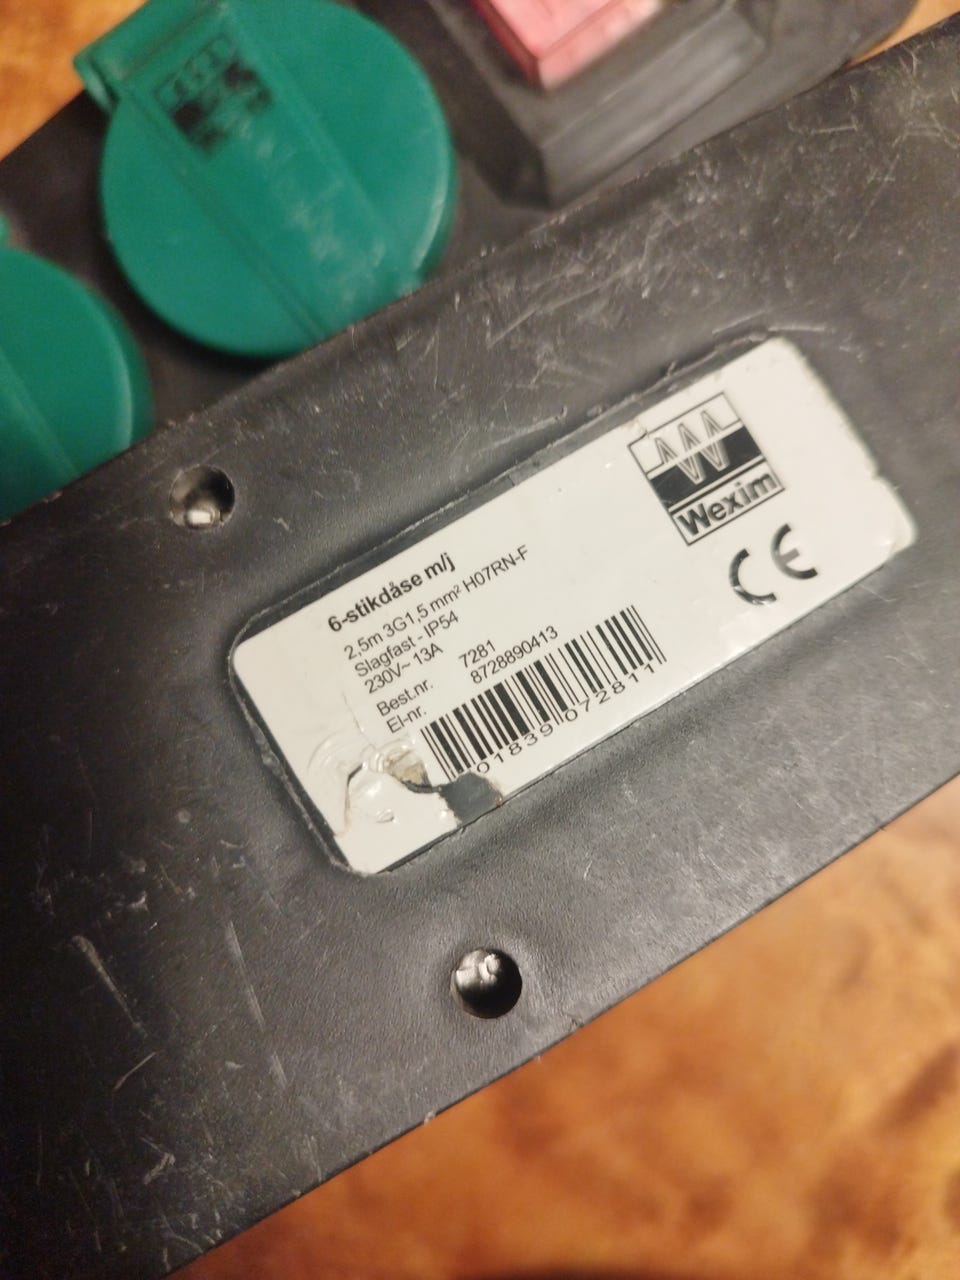 6-stikdåse m/j
2,5m 3G1,5 mm² H07RN-F
Slagfast - IP54
230V~ 13A
Best.nr. 7281
El-nr. 8728890413
01839 072811
Wexim
CE